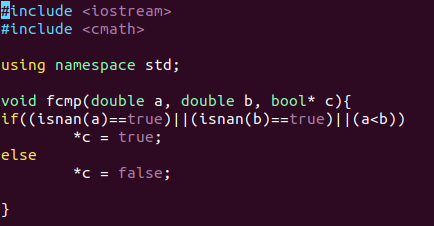 #include <iostream>
#include <cmath>
using namespace std;
void fcmp(double a, double b, bool* c){
if((isnan(a)==true)||(isnan(b)==true)||(a<b))
        *c = true;
else
        *c = false;
}